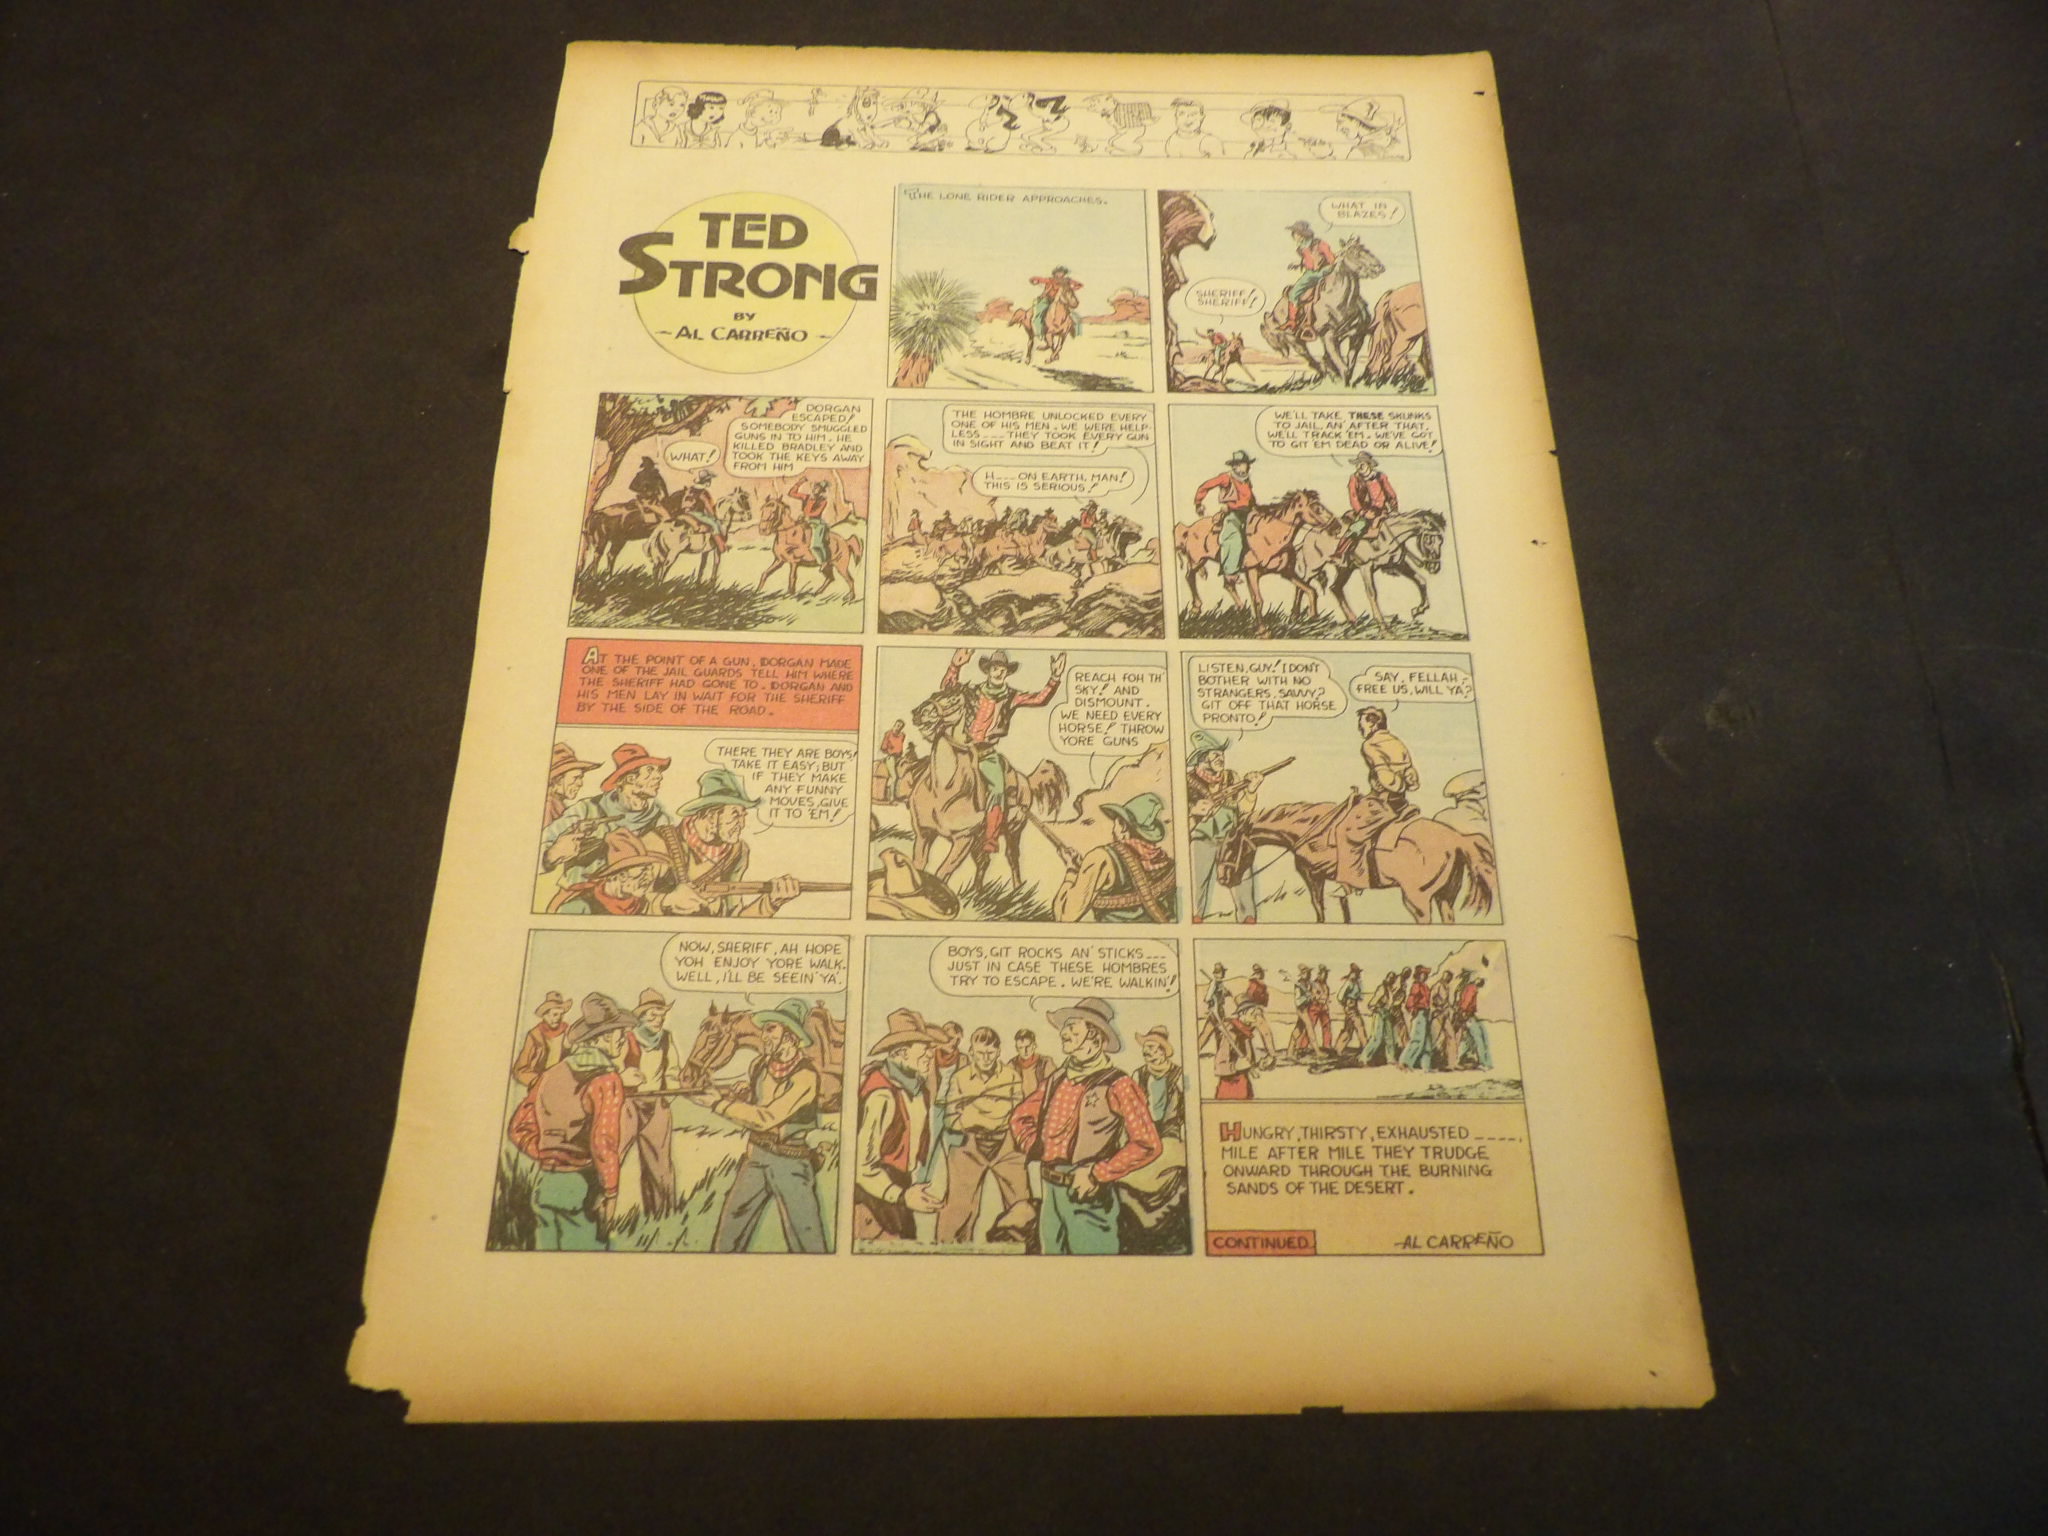 TED
STRONG
BY
-AL CARREÑO-
THE LONE RIDER APPROACHES.
WHAT IN
BLAZES!
SHERIFF!
SHERIFF!
WHAT!
DORGAN
ESCAPED!
SOMEBODY SMUGGLED
GUNS IN TO HIM. HE
KILLED BRADLEY AND
TOOK THE KEYS AWAY
FROM HIM
THE HOMBRE UNLOCKED EVERY
ONE OF HIS MEN. WE WERE HELP-
LESS---THEY TOOK EVERY GUN
IN SIGHT AND BEAT IT!
H---ON EARTH, MAN!
THIS IS SERIOUS!
WE'LL TAKE THESE SKUNKS
TO JAIL, AN' AFTER THAT,
WE'LL TRACK 'EM. WE'VE GOT
TO GIT 'EM DEAD OR ALIVE!
AT THE POINT OF A GUN, DORGAN MADE
ONE OF THE JAIL GUARDS TELL HIM WHERE
THE SHERIFF HAD GONE TO. DORGAN AND
HIS MEN LAY IN WAIT FOR THE SHERIFF
BY THE SIDE OF THE ROAD.
THERE THEY ARE BOYS!
TAKE IT EASY; BUT
IF THEY MAKE
ANY FUNNY
MOVES, GIVE
IT TO 'EM!
REACH FOH TH'
SKY! AND
DISMOUNT.
WE NEED EVERY
HORSE! THROW
YORE GUNS
LISTEN, GUY! I DON'T
BOTHER WITH NO
STRANGERS, SAVVY?
GIT OFF THAT HORSE
PRONTO!
SAY, FELLAH,
FREE US, WILL YA?
NOW, SHERIFF, AH HOPE
YOH ENJOY YORE WALK.
WELL, I'LL BE SEEIN' YA'.
BOYS, GIT ROCKS AN' STICKS---
JUST IN CASE THESE HOMBRES
TRY TO ESCAPE. WE'RE WALKIN'!
HUNGRY, THIRSTY, EXHAUSTED----,
MILE AFTER MILE THEY TRUDGE
ONWARD THROUGH THE BURNING
SANDS OF THE DESERT.
CONTINUED
-AL CARREÑO